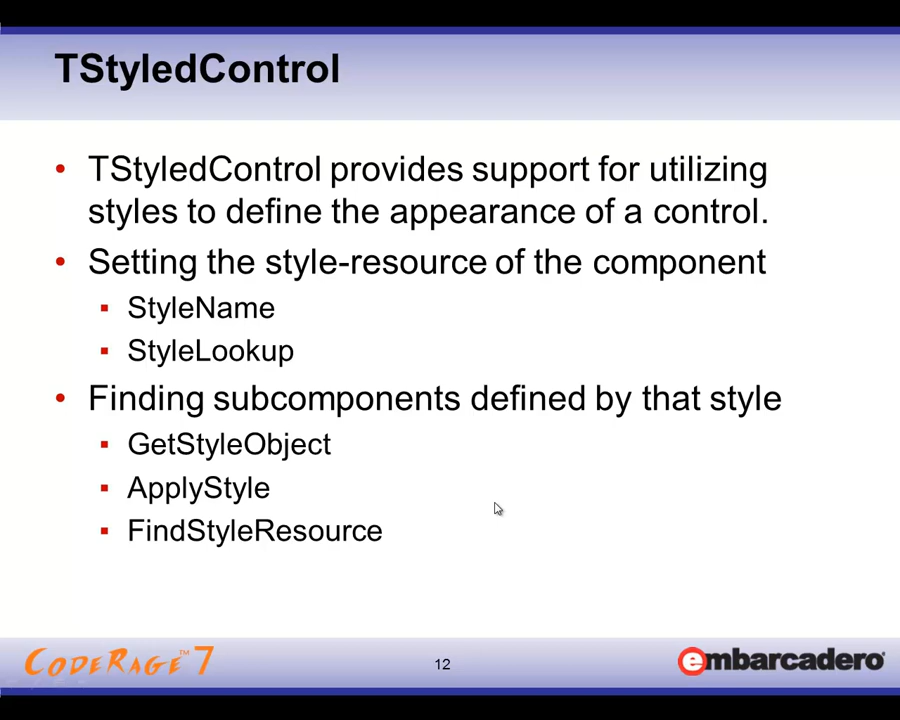 TStyledControl
• TStyledControl provides support for utilizing
styles to define the appearance of a control.
• Setting the style-resource of the component
▪ StyleName
▪ StyleLookup
• Finding subcomponents defined by that style
▪ GetStyleObject
▪ ApplyStyle
▪ FindStyleResource
CODERAGE™ 7
12
embarcadero®